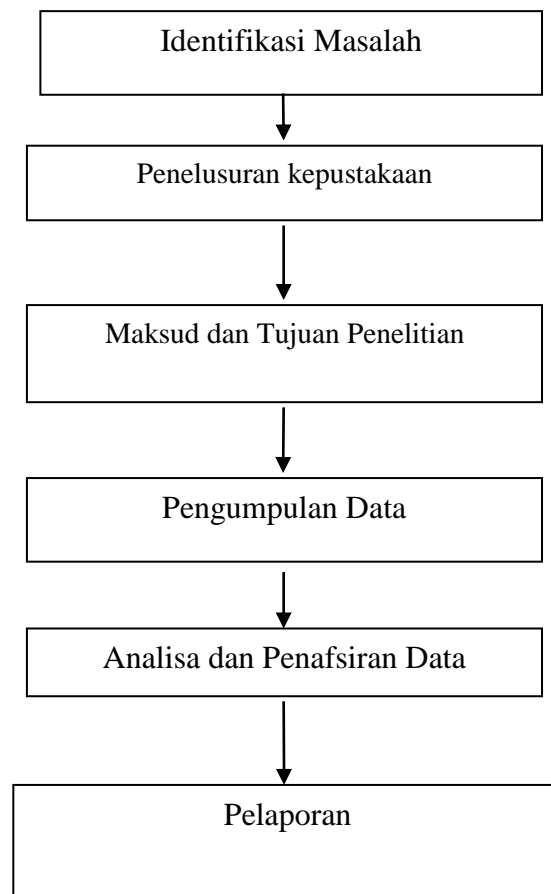 Identifikasi Masalah
Penelusuran kepustakaan
Maksud dan Tujuan Penelitian
Pengumpulan Data
Analisa dan Penafsiran Data
Pelaporan